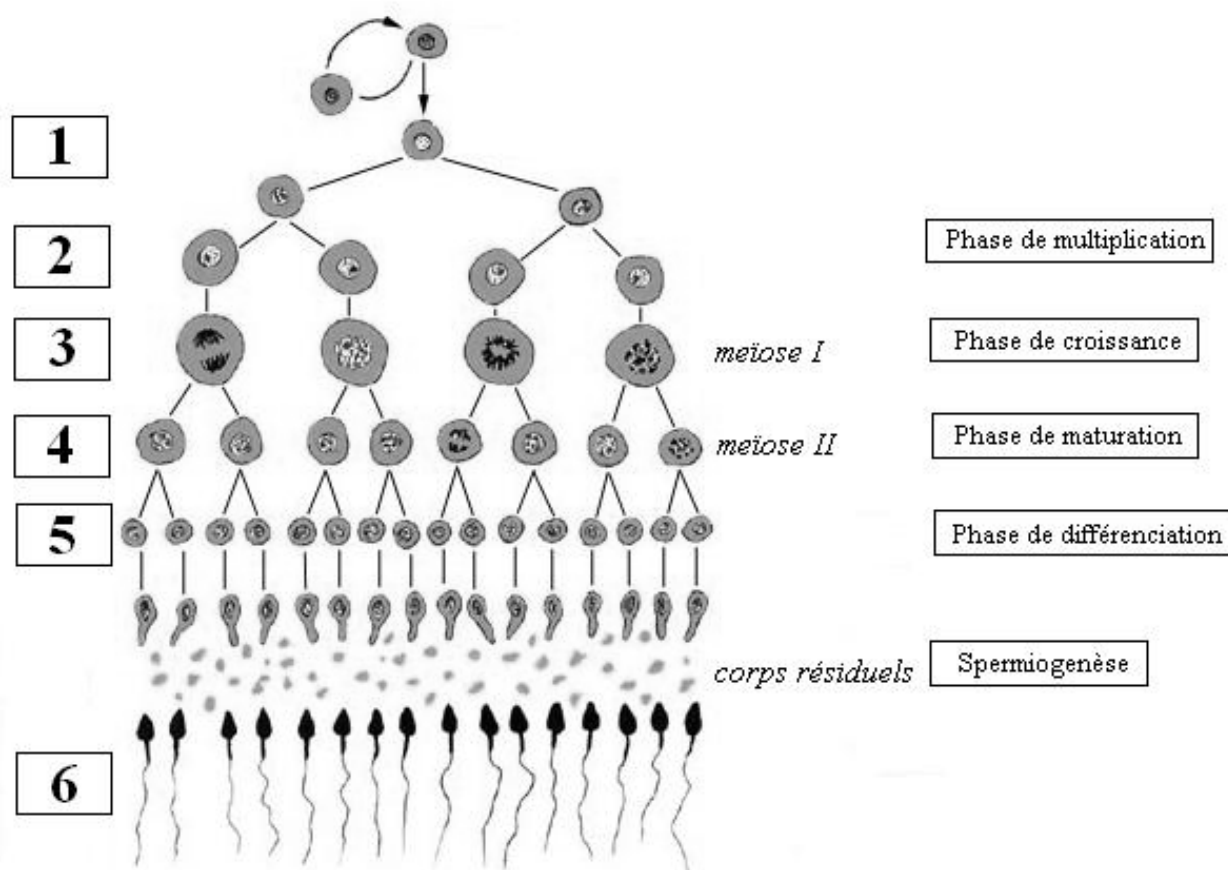 1
2
Phase de multiplication
3
meïose I
Phase de croissance
4
meïose II
Phase de maturation
5
Phase de différenciation
corps résiduels
Spermiogenèse
6